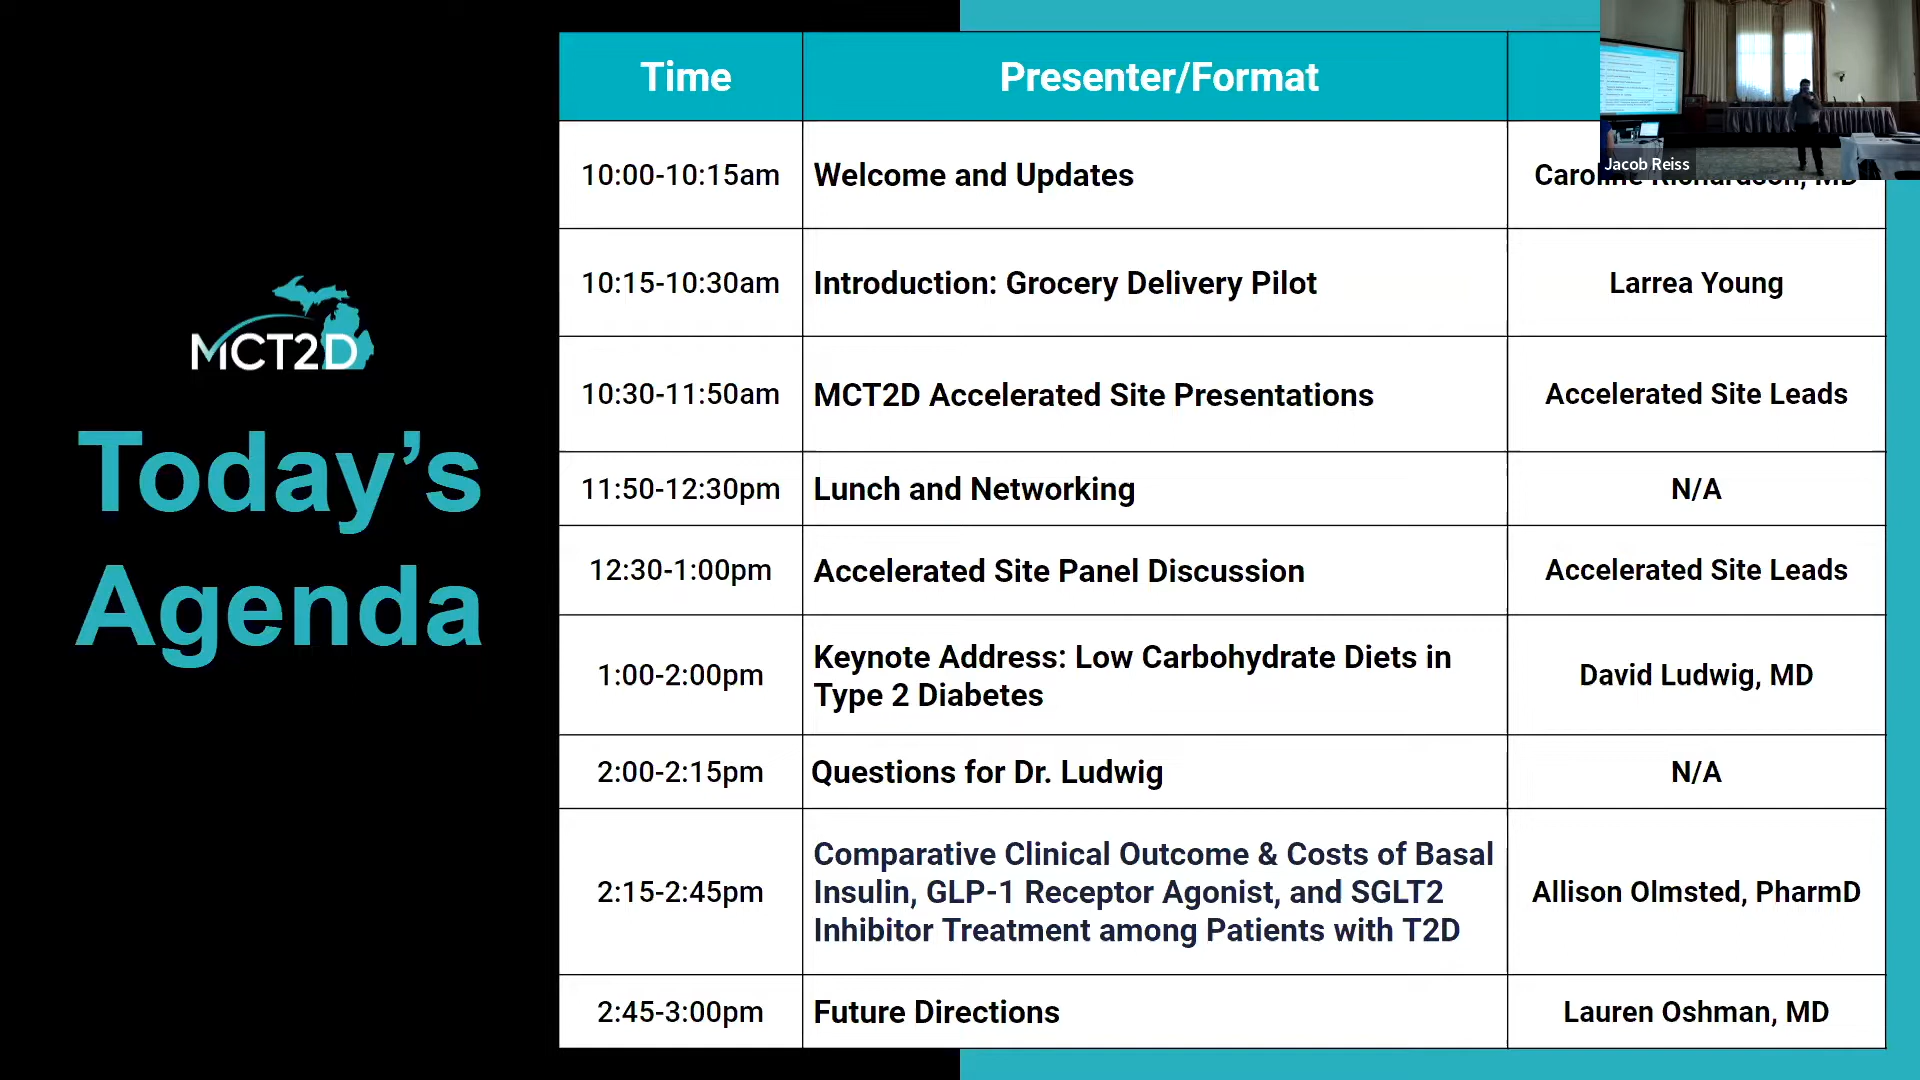 MCT2D
Today's
Agenda
Time
Presenter/Format
10:00-10:15am
Welcome and Updates
Caroline Richardson, MD
10:15-10:30am
Introduction: Grocery Delivery Pilot
Larrea Young
10:30-11:50am
MCT2D Accelerated Site Presentations
Accelerated Site Leads
11:50-12:30pm
Lunch and Networking
N/A
12:30-1:00pm
Accelerated Site Panel Discussion
Accelerated Site Leads
1:00-2:00pm
Keynote Address: Low Carbohydrate Diets in
Type 2 Diabetes
David Ludwig, MD
2:00-2:15pm
Questions for Dr. Ludwig
N/A
2:15-2:45pm
Comparative Clinical Outcome & Costs of Basal
Insulin, GLP-1 Receptor Agonist, and SGLT2
Inhibitor Treatment among Patients with T2D
Allison Olmsted, PharmD
2:45-3:00pm
Future Directions
Lauren Oshman, MD
Jacob Reiss